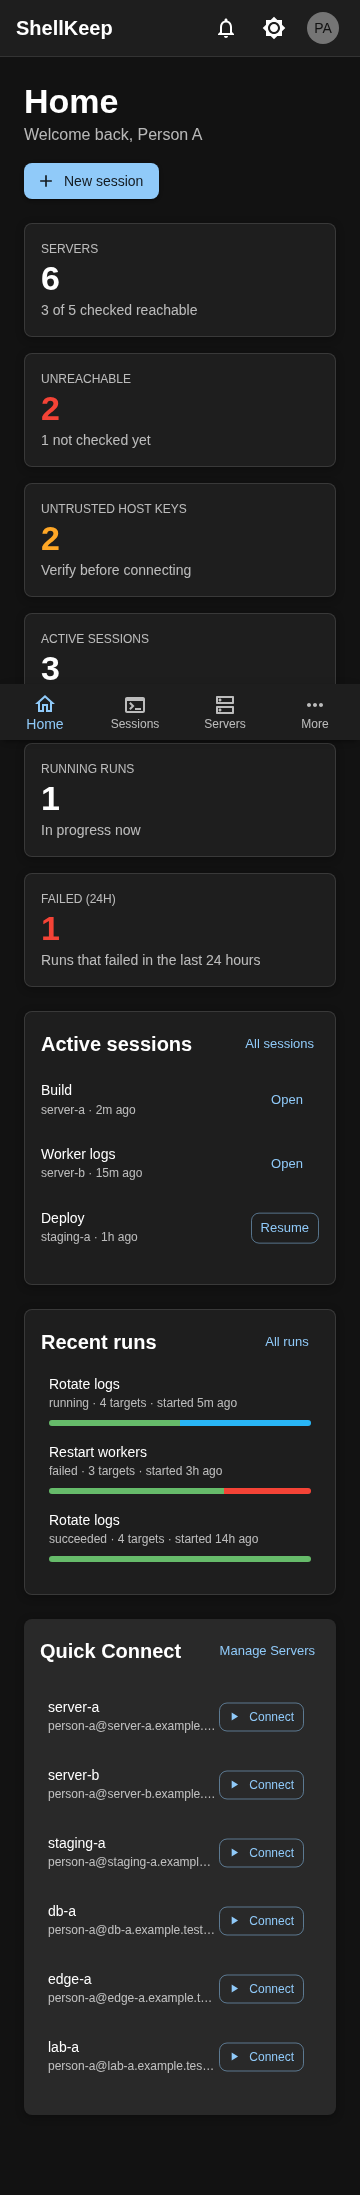 ShellKeep
PA
Home
Welcome back, Person A
New session
SERVERS
6
3 of 5 checked reachable
UNREACHABLE
2
1 not checked yet
UNTRUSTED HOST KEYS
2
Verify before connecting
ACTIVE SESSIONS
3
Home Sessions Servers More
RUNNING RUNS
1
In progress now
FAILED (24H)
1
Runs that failed in the last 24 hours
Active sessions All sessions
Build
server-a · 2m ago
Open
Worker logs
server-b · 15m ago
Open
Deploy
staging-a · 1h ago
Resume
Recent runs All runs
Rotate logs
running · 4 targets · started 5m ago
Restart workers
failed · 3 targets · started 3h ago
Rotate logs
succeeded · 4 targets · started 14h ago
Quick Connect Manage Servers
server-a
person-a@server-a.example.…
Connect
server-b
person-a@server-b.example.…
Connect
staging-a
person-a@staging-a.exampl…
Connect
db-a
person-a@db-a.example.test…
Connect
edge-a
person-a@edge-a.example.t…
Connect
lab-a
person-a@lab-a.example.tes…
Connect